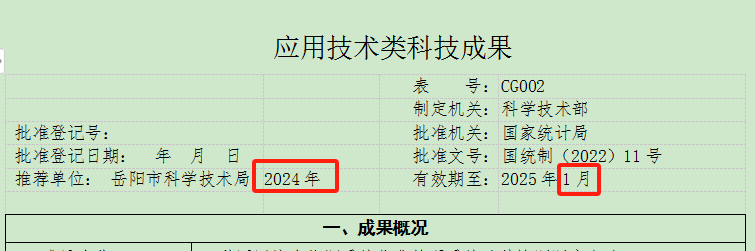 应用技术类科技成果
表 号：CG002
制定机关：科学技术部
批准登记号： 批准机关：国家统计局
批准登记日期： 年 月 日 批准文号：国统制（2022）11号
推荐单位：岳阳市科学技术局 2024年 有效期至：2025年1月
一、成果概况